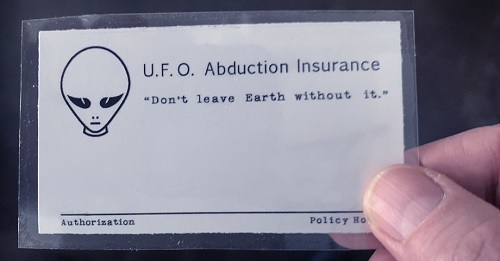 U.F.O. Abduction Insurance
"Don't leave Earth without it."
Authorization Policy